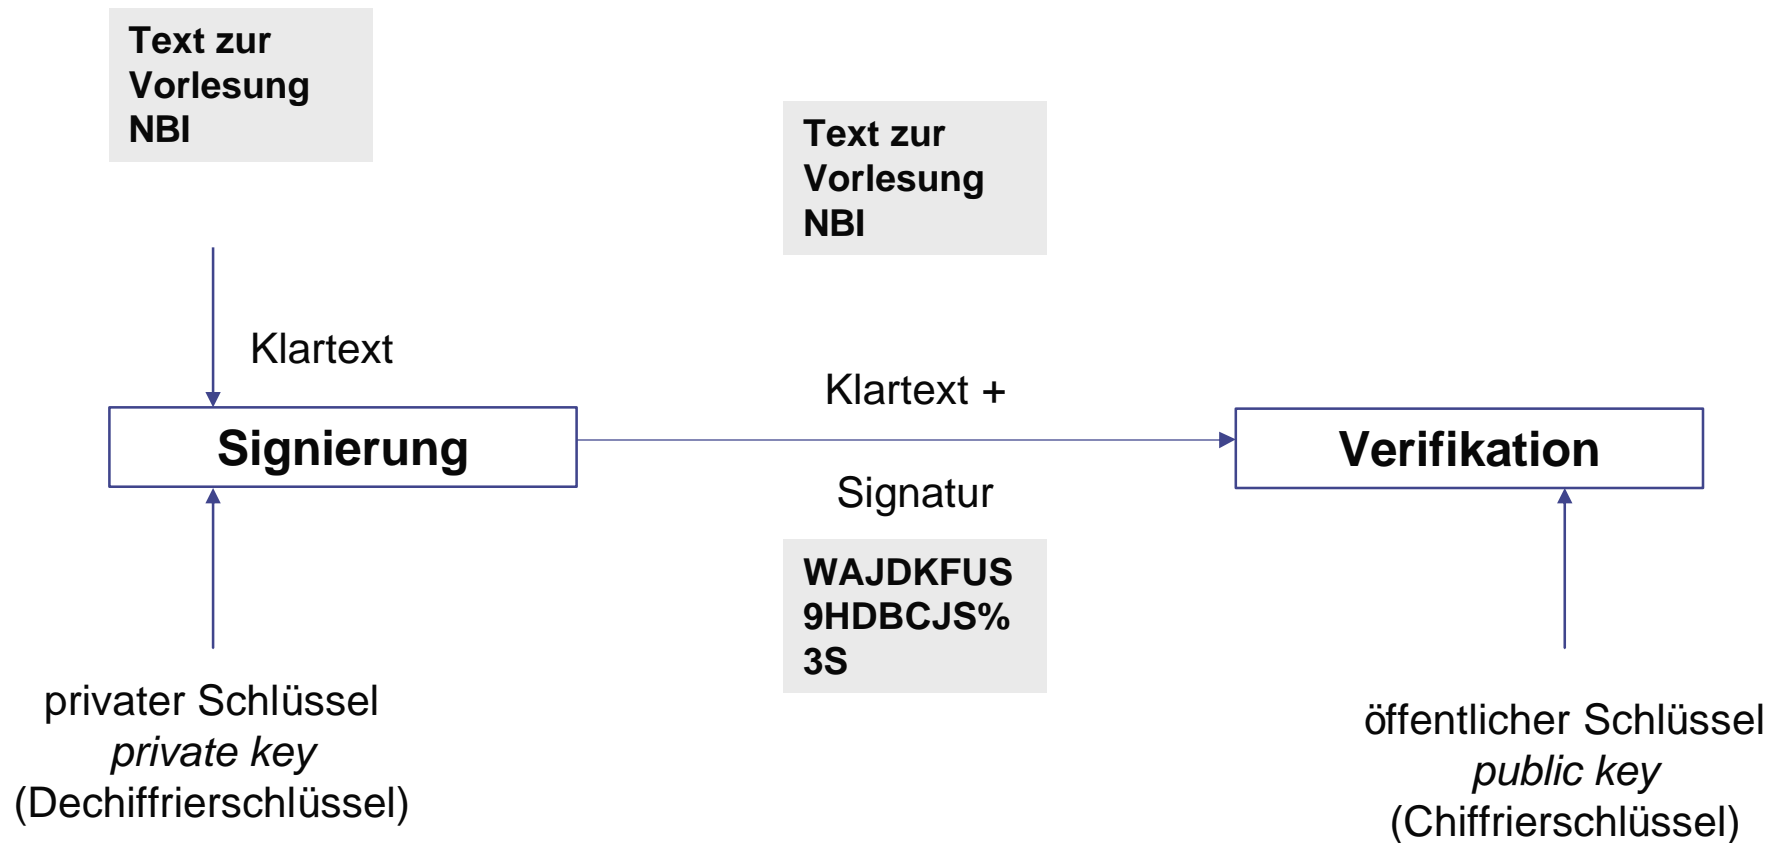 Text zur
Vorlesung
NBI
Text zur
Vorlesung
NBI
Klartext
Klartext +
Signierung
Verifikation
Signatur
WAJDKFUS
9HDBCJS%
3S
privater Schlüssel
private key
(Dechiffrierschlüssel)
öffentlicher Schlüssel
public key
(Chiffrierschlüssel)